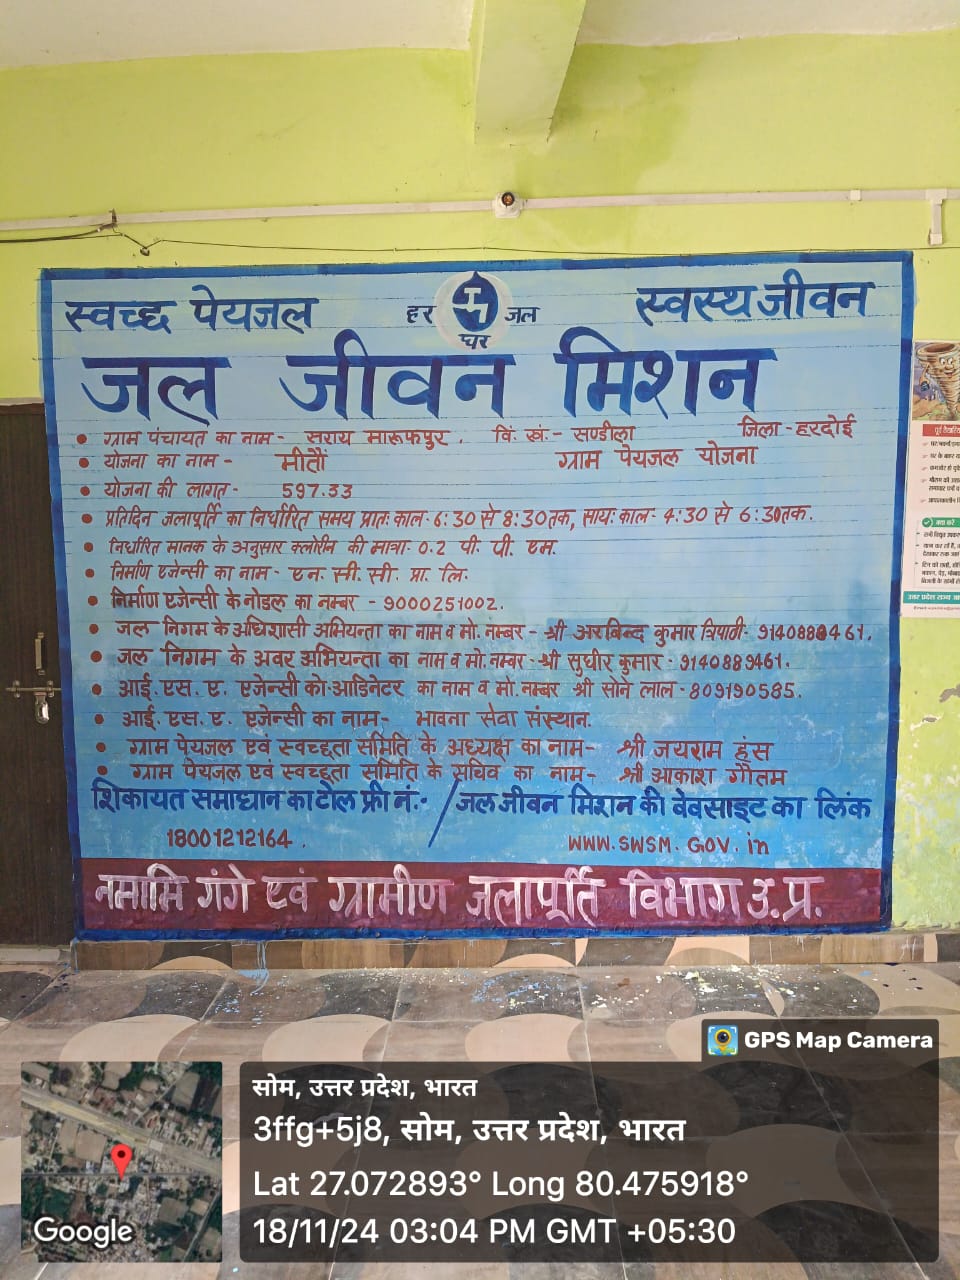 स्वच्छ पेयजल हर घर जल स्वस्थ जीवन
जल जीवन मिशन
• ग्राम पंचायत का नाम - सराय मारूफपुर. वि. खं.- सण्डीला जिला - हरदोई
• योजना का नाम - मीतौं ग्राम पेयजल योजना
• योजना की लागत - 597.33
• प्रतिदिन जलापूर्ति का निर्धारित समय प्रातः काल- 6:30 से 8:30 तक, सायः काल- 4:30 से 6:30 तक.
• निर्धारित मानक के अनुसार क्लोरीन की मात्रा- 0.2 पी. पी. एम.
• निर्माण एजेन्सी का नाम - एन. सी. सी. प्रा. लि.
• निर्माण एजेन्सी के नोडल का नम्बर - 9000251002.
• जल निगम के अधिशासी अभियन्ता का नाम व मो. नम्बर - श्री अरविन्द कुमार त्रिपाठी-
• जल निगम के अवर अभियन्ता का नाम व मो. नम्बर - श्री सुधीर कुमार - 9140889461.
• आई. एस. ए. एजेन्सी को-आडिनेटर का नाम व मो. नम्बर श्री सोने लाल - 809190585.
• आई. एस. ए. एजेन्सी का नाम- भावना सेवा संस्थान.
• ग्राम पेयजल एवं स्वच्छता समिति के अध्यक्ष का नाम- श्री जयराम हंस
• ग्राम पेयजल एवं स्वच्छता समिति के सचिव का नाम- श्री आकाश गौतम
शिकायत समाधान का टोल फ्री नं.- / जल जीवन मिशन की वेवसाइट का लिंक
18001212164. WWW.SWSM.GOV.in
नमामि गंगे एवं ग्रामीण जलापूर्ति विभाग उ.प्र.
पूर्व तैयारियां
उत्तर प्रदेश राज्य आ
GPS Map Camera
सोम, उत्तर प्रदेश, भारत
3ffg+5j8, सोम, उत्तर प्रदेश, भारत
Lat 27.072893° Long 80.475918°
18/11/24 03:04 PM GMT +05:30
Google